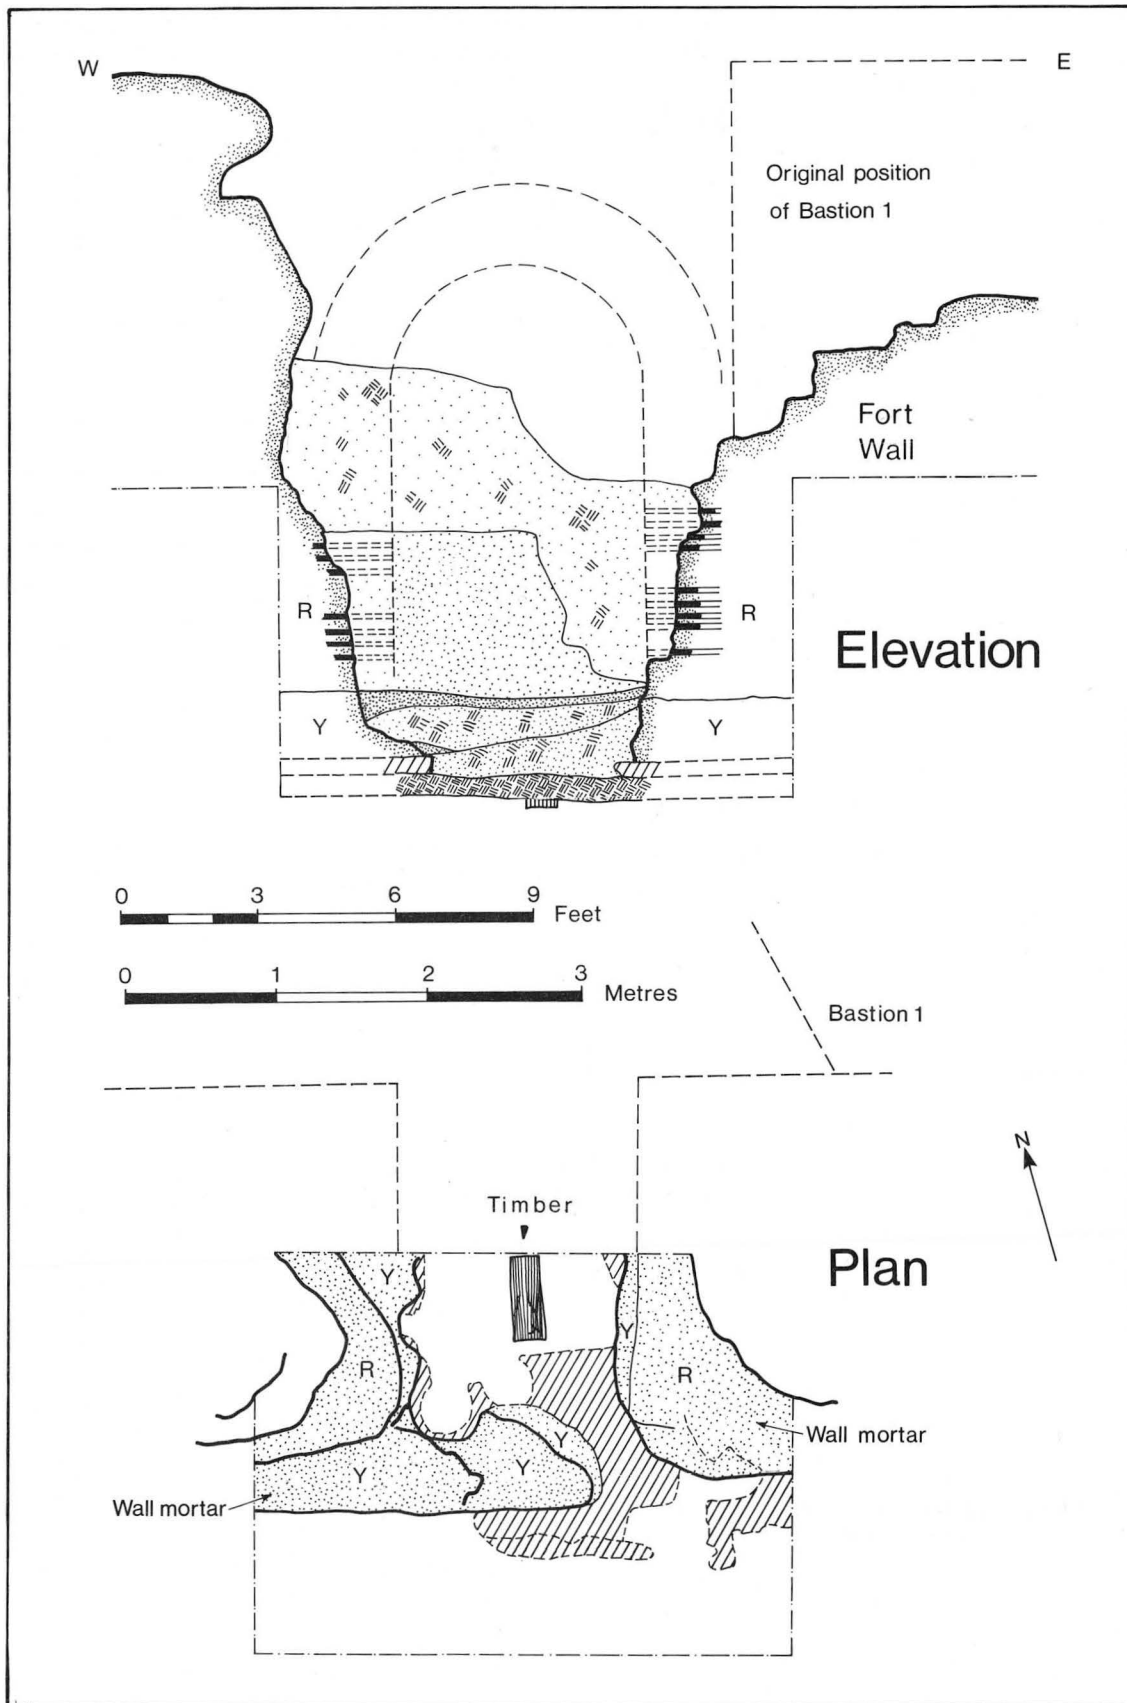 W
E
Original position
of Bastion 1
Fort
Wall
R
R
Elevation
Y
Y
0 3 6 9
Feet
0 1 2 3
Metres
Bastion 1
N
Timber
Plan
Y
Y
R
R
Y
Wall mortar
Y
Y
Wall mortar